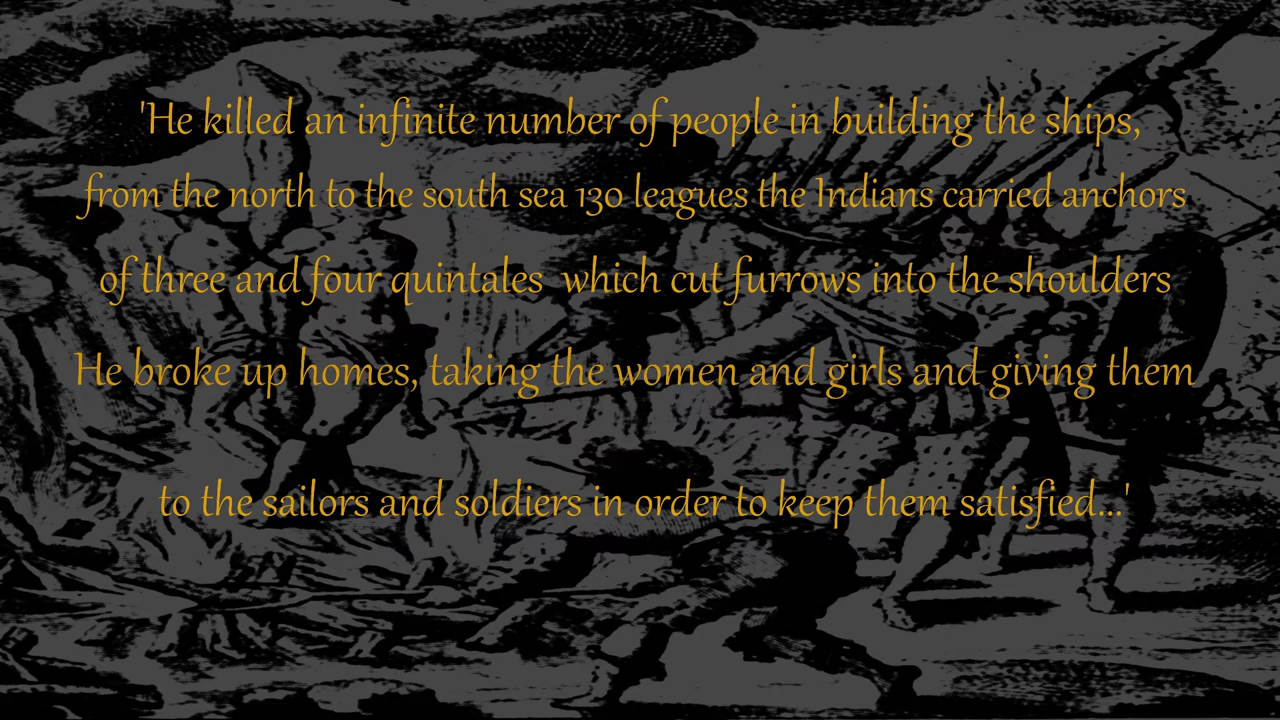 'He killed an infinite number of people in building the ships,
from the north to the south sea 130 leagues the Indians carried anchors
of three and four quintales  which cut furrows into the shoulders
He broke up homes, taking the women and girls and giving them
to the sailors and soldiers in order to keep them satisfied...'